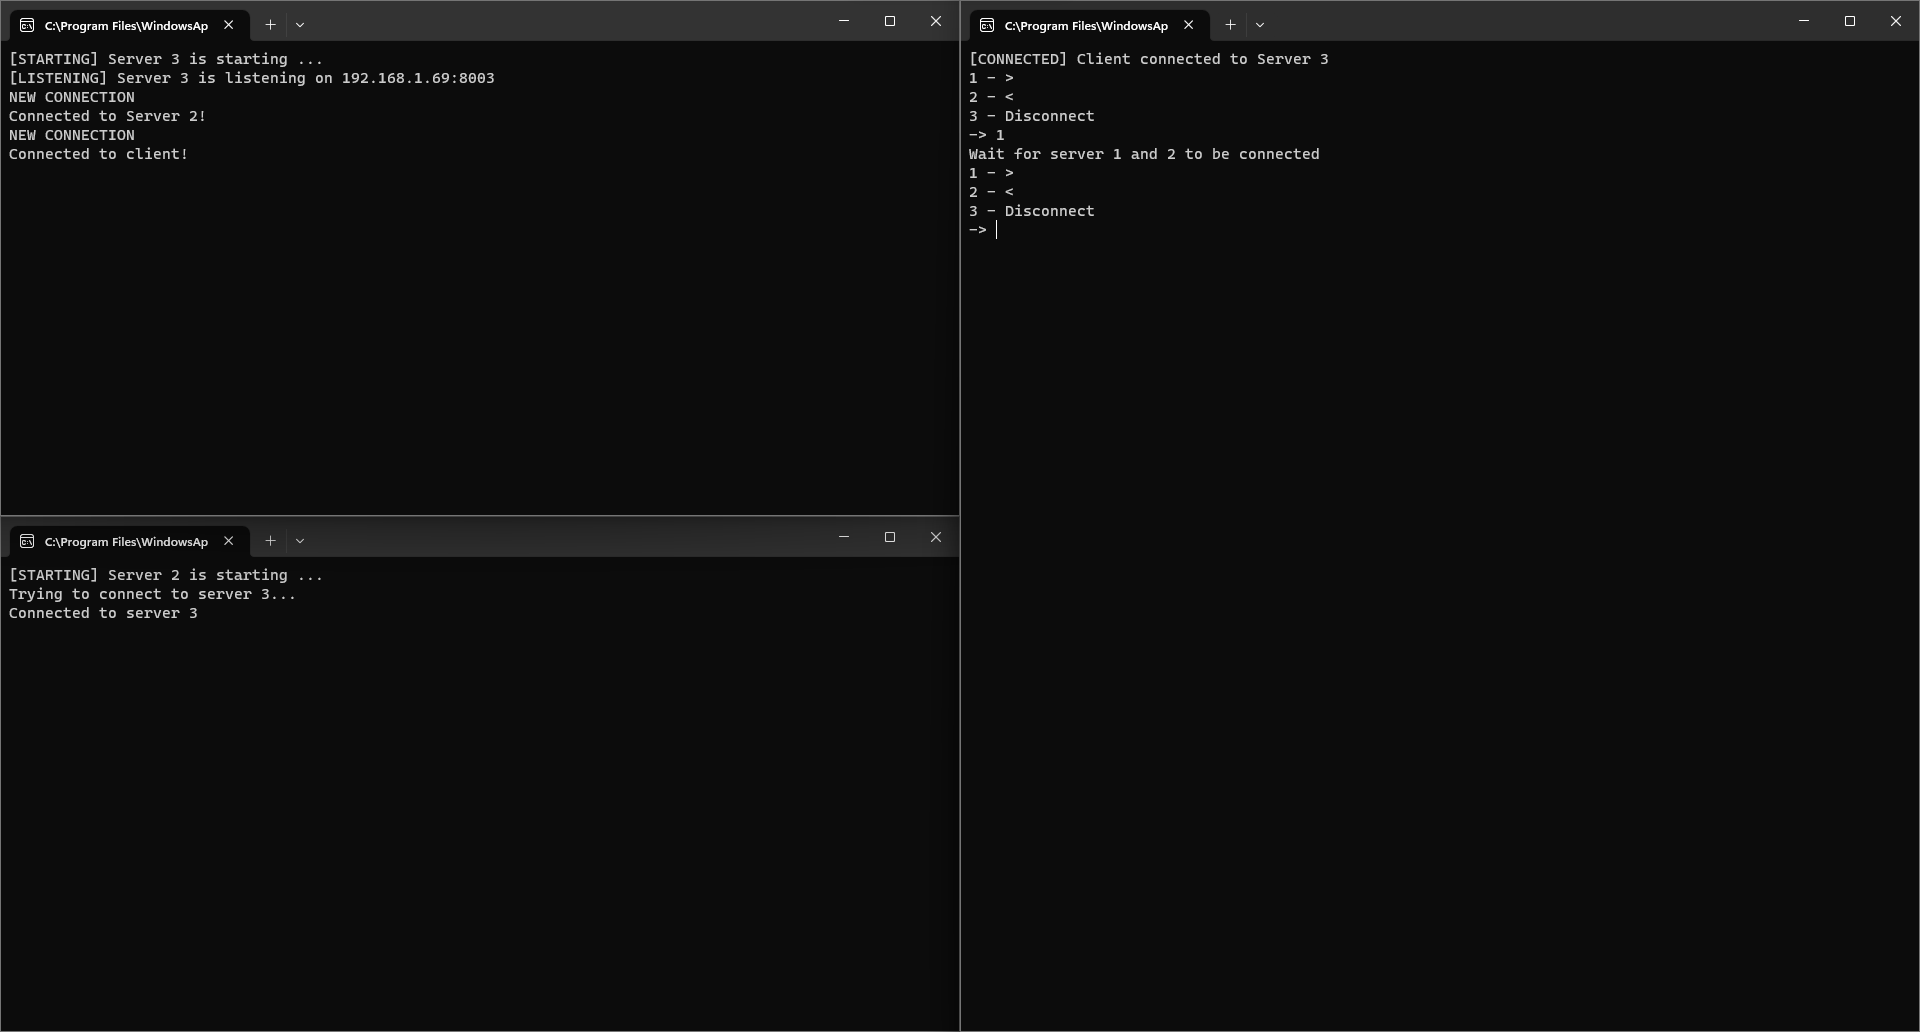 C:\Program Files\WindowsAp
[STARTING] Server 3 is starting ...
[LISTENING] Server 3 is listening on 192.168.1.69:8003
NEW CONNECTION
Connected to Server 2!
NEW CONNECTION
Connected to client!
C:\Program Files\WindowsAp
[STARTING] Server 2 is starting ...
Trying to connect to server 3...
Connected to server 3
C:\Program Files\WindowsAp
[CONNECTED] Client connected to Server 3
1 - >
2 - <
3 - Disconnect
-> 1
Wait for server 1 and 2 to be connected
1 - >
2 - <
3 - Disconnect
->